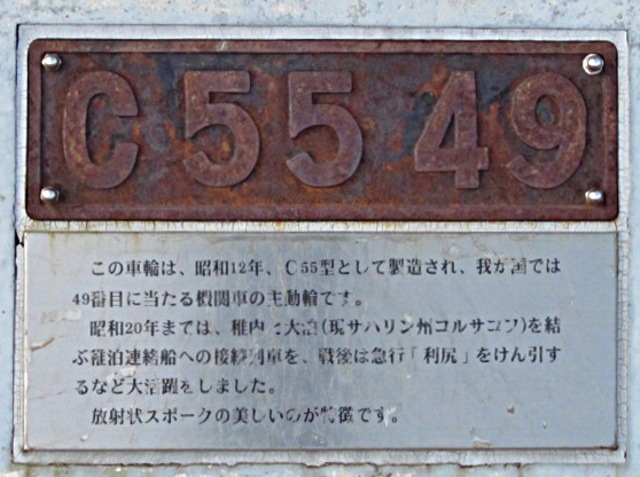 C55 49
この車輪は、昭和12年、C55型として製造され、我が国では
49番目に当たる機関車の主動輪です。
昭和20年までは、稚内と大泊(現サハリン州コルサコフ)を結
ぶ稚泊連絡船への接続列車を、戦後は急行「利尻」をけん引す
るなど大活躍をしました。
放射状スポークの美しいのが特徴です。